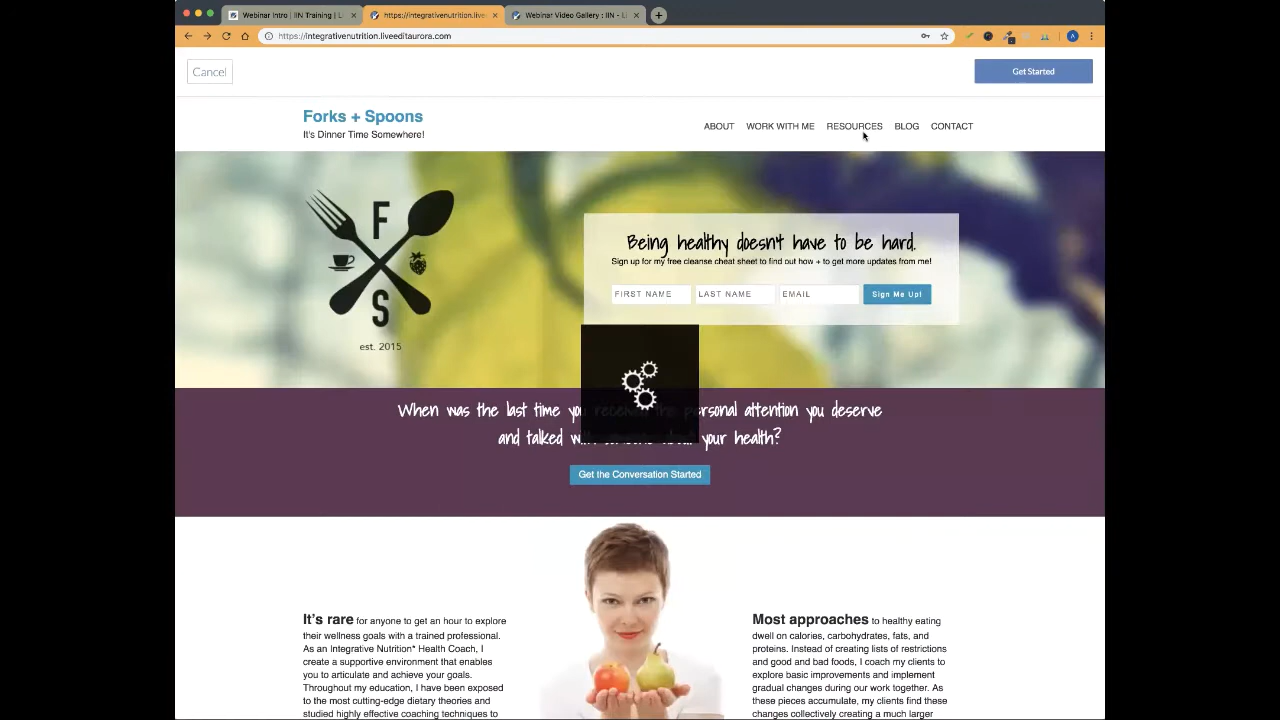 Webinar Intro | IIN Training | L
https://integrativenutrition.live
Webinar Video Gallery : IIN - Li
https://integrativenutrition.liveeditaurora.com
Cancel
Get Started
Forks + Spoons
It's Dinner Time Somewhere!
ABOUT WORK WITH ME RESOURCES BLOG CONTACT
F
S
est. 2015
Being healthy doesn't have to be hard.
Sign up for my free cleanse cheat sheet to find out how + to get more updates from me!
FIRST NAME LAST NAME EMAIL Sign Me Up!
When was the last time you received the personal attention you deserve
and talked with someone about your health?
Get the Conversation Started
It's rare for anyone to get an hour to explore
their wellness goals with a trained professional.
As an Integrative Nutrition* Health Coach, I
create a supportive environment that enables
you to articulate and achieve your goals.
Throughout my education, I have been exposed
to the most cutting-edge dietary theories and
studied highly effective coaching techniques to
Most approaches to healthy eating
dwell on calories, carbohydrates, fats, and
proteins. Instead of creating lists of restrictions
and good and bad foods, I coach my clients to
explore basic improvements and implement
gradual changes during our work together. As
these pieces accumulate, my clients find these
changes collectively creating a much larger